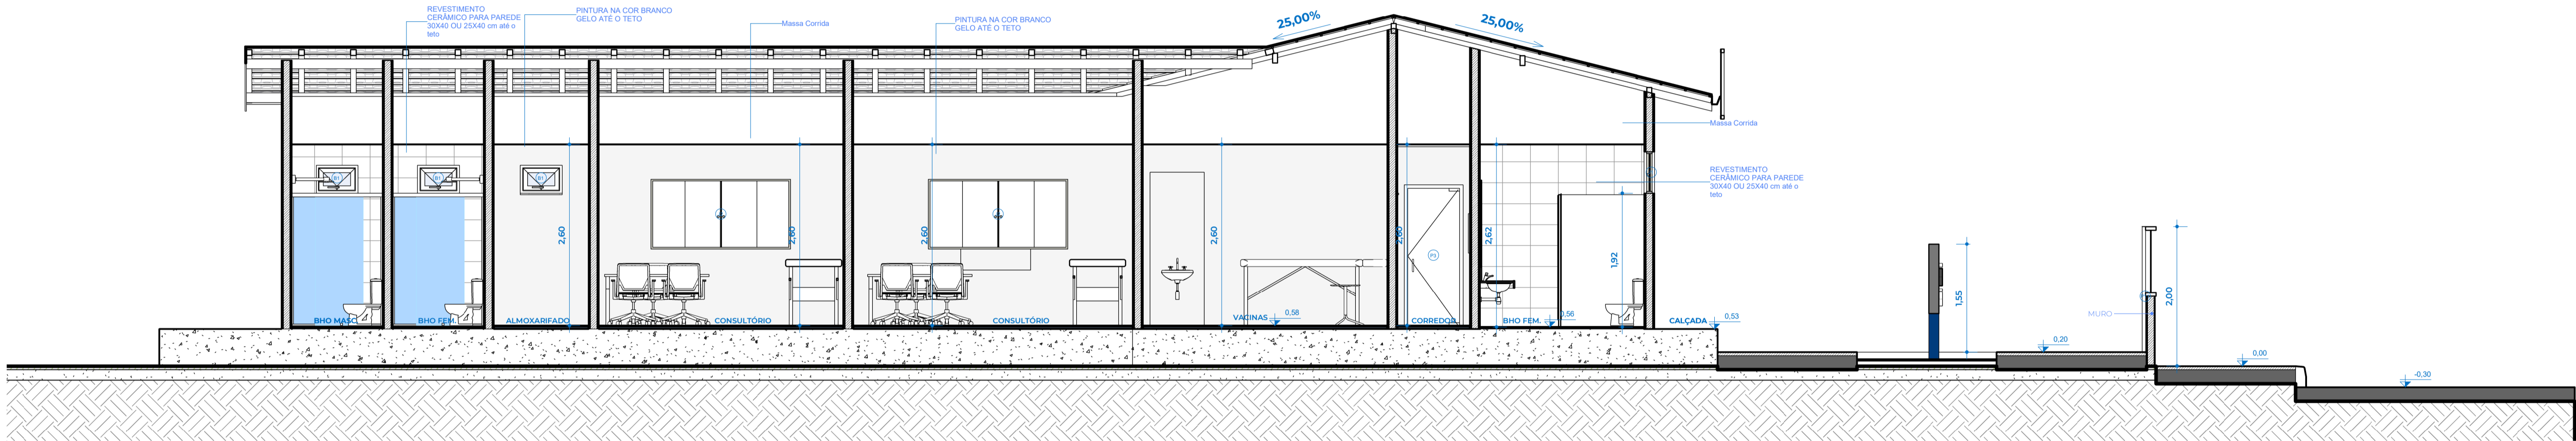 REVESTIMENTO
CERÂMICO PARA PAREDE
30X40 OU 25X40 cm até o
teto
PINTURA NA COR BRANCO
GELO ATÉ O TETO
Massa Corrida
PINTURA NA COR BRANCO
GELO ATÉ O TETO
25,00%
25,00%
Massa Corrida
REVESTIMENTO
CERÂMICO PARA PAREDE
30X40 OU 25X40 cm até o
teto
B1
B1
B1
2,60
2,60
2,60
2,60
2,60
2,62
1,92
P3
1,55
2,00
BHO MASC.
BHO FEM.
ALMOXARIFADO
CONSULTÓRIO
CONSULTÓRIO
VACINAS
0,58
CORREDOR
BHO FEM.
0,56
CALÇADA
0,53
MURO
0,20
0,00
-0,30